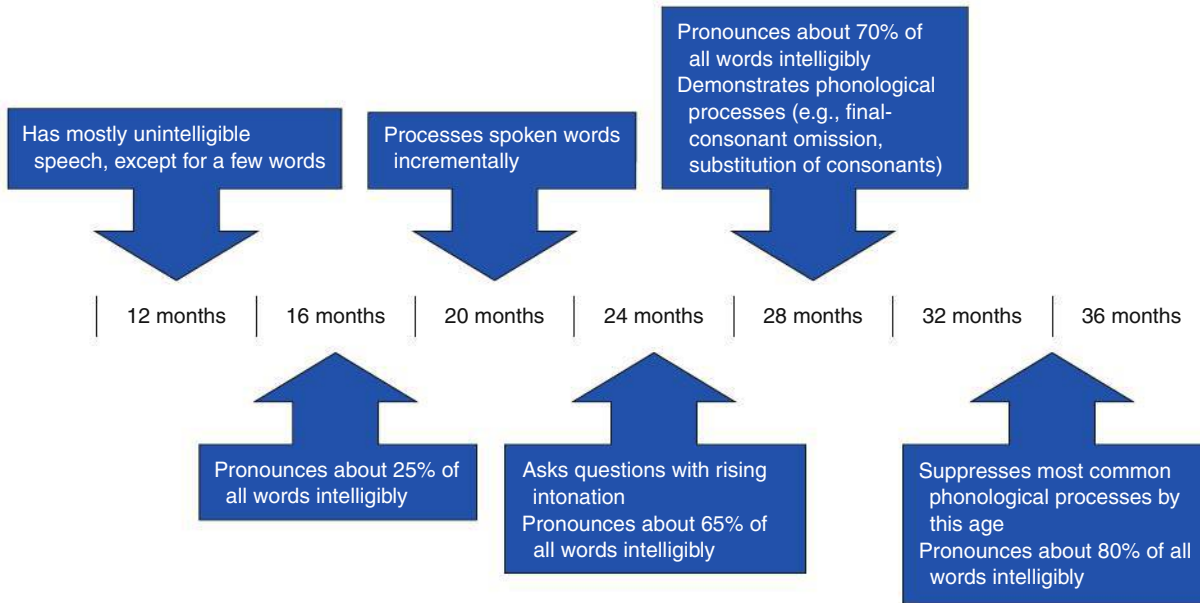 Pronounces about 70% of
all words intelligibly
Demonstrates phonological
processes (e.g., final-
consonant omission,
substitution of consonants)
Has mostly unintelligible
speech, except for a few words
Processes spoken words
incrementally
12 months
16 months
20 months
24 months
28 months
32 months
36 months
Pronounces about 25% of
all words intelligibly
Asks questions with rising
intonation
Pronounces about 65% of
all words intelligibly
Suppresses most common
phonological processes by
this age
Pronounces about 80% of all
words intelligibly